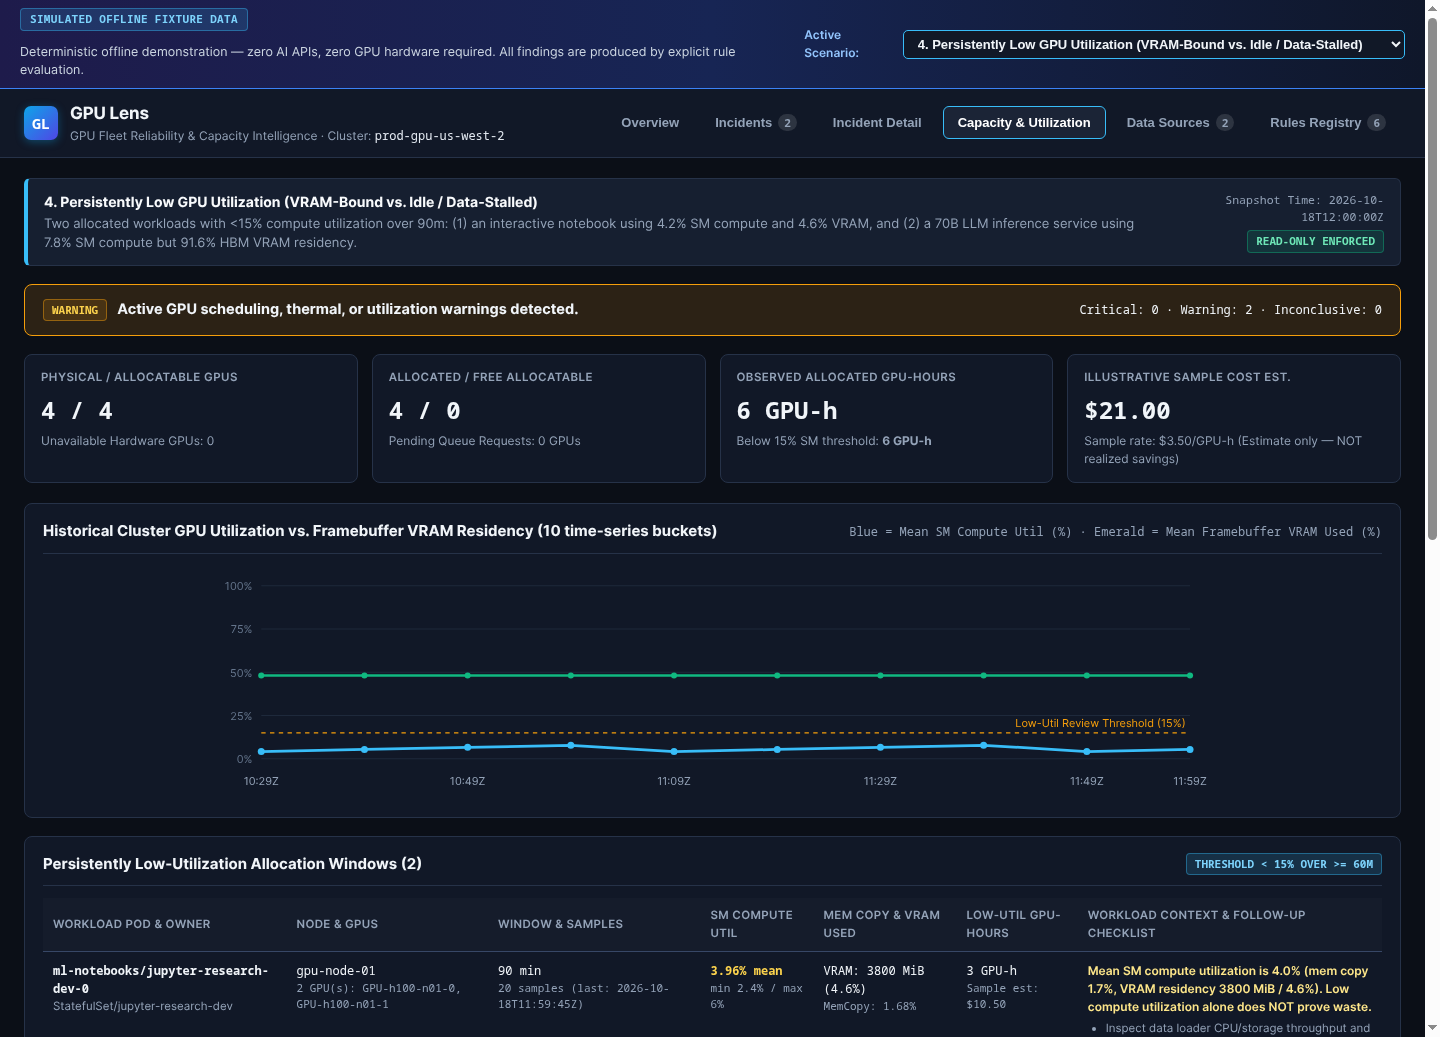 SIMULATED OFFLINE FIXTURE DATA
Deterministic offline demonstration — zero AI APIs, zero GPU hardware required. All findings are produced by explicit rule
evaluation.
Active
Scenario:
4. Persistently Low GPU Utilization (VRAM-Bound vs. Idle / Data-Stalled)
GL
GPU Lens
GPU Fleet Reliability & Capacity Intelligence · Cluster: prod-gpu-us-west-2
Overview
Incidents 2
Incident Detail
Capacity & Utilization
Data Sources 2
Rules Registry 6
4. Persistently Low GPU Utilization (VRAM-Bound vs. Idle / Data-Stalled)
Two allocated workloads with <15% compute utilization over 90m: (1) an interactive notebook using 4.2% SM compute and 4.6% VRAM, and (2) a 70B LLM inference service using
7.8% SM compute but 91.6% HBM VRAM residency.
Snapshot Time: 2026-10-
18T12:00:00Z
READ-ONLY ENFORCED
WARNING
Active GPU scheduling, thermal, or utilization warnings detected.
Critical: 0 · Warning: 2 · Inconclusive: 0
PHYSICAL / ALLOCATABLE GPUS
4 / 4
Unavailable Hardware GPUs: 0
ALLOCATED / FREE ALLOCATABLE
4 / 0
Pending Queue Requests: 0 GPUs
OBSERVED ALLOCATED GPU-HOURS
6 GPU-h
Below 15% SM threshold: 6 GPU-h
ILLUSTRATIVE SAMPLE COST EST.
$21.00
Sample rate: $3.50/GPU-h (Estimate only — NOT
realized savings)
Historical Cluster GPU Utilization vs. Framebuffer VRAM Residency (10 time-series buckets)
Blue = Mean SM Compute Util (%) · Emerald = Mean Framebuffer VRAM Used (%)
100%
75%
50%
25%
Low-Util Review Threshold (15%)
0%
10:29Z
10:49Z
11:09Z
11:29Z
11:49Z
11:59Z
Persistently Low-Utilization Allocation Windows (2)
THRESHOLD < 15% OVER >= 60M
WORKLOAD POD & OWNER
NODE & GPUS
WINDOW & SAMPLES
SM COMPUTE
UTIL
MEM COPY & VRAM
USED
LOW-UTIL GPU-
HOURS
WORKLOAD CONTEXT & FOLLOW-UP
CHECKLIST
ml-notebooks/jupyter-research-
dev-0
StatefulSet/jupyter-research-dev
gpu-node-01
2 GPU(s): GPU-h100-n01-0,
GPU-h100-n01-1
90 min
20 samples (last: 2026-10-
18T11:59:45Z)
3.96% mean
min 2.4% / max
6%
VRAM: 3800 MiB
(4.6%)
MemCopy: 1.68%
3 GPU-h
Sample est:
$10.50
Mean SM compute utilization is 4.0% (mem copy
1.7%, VRAM residency 3800 MiB / 4.6%). Low
compute utilization alone does NOT prove waste.
• Inspect data loader CPU/storage throughput and